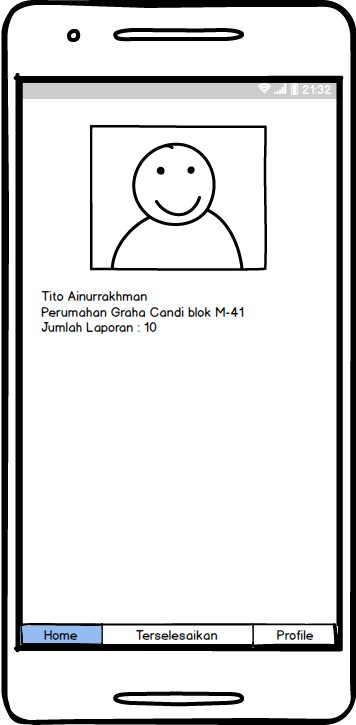 21:32
Tito Ainurrakhman
Perumahan Graha Candi blok M-41
Jumlah Laporan : 10
Home Terselesaikan Profile